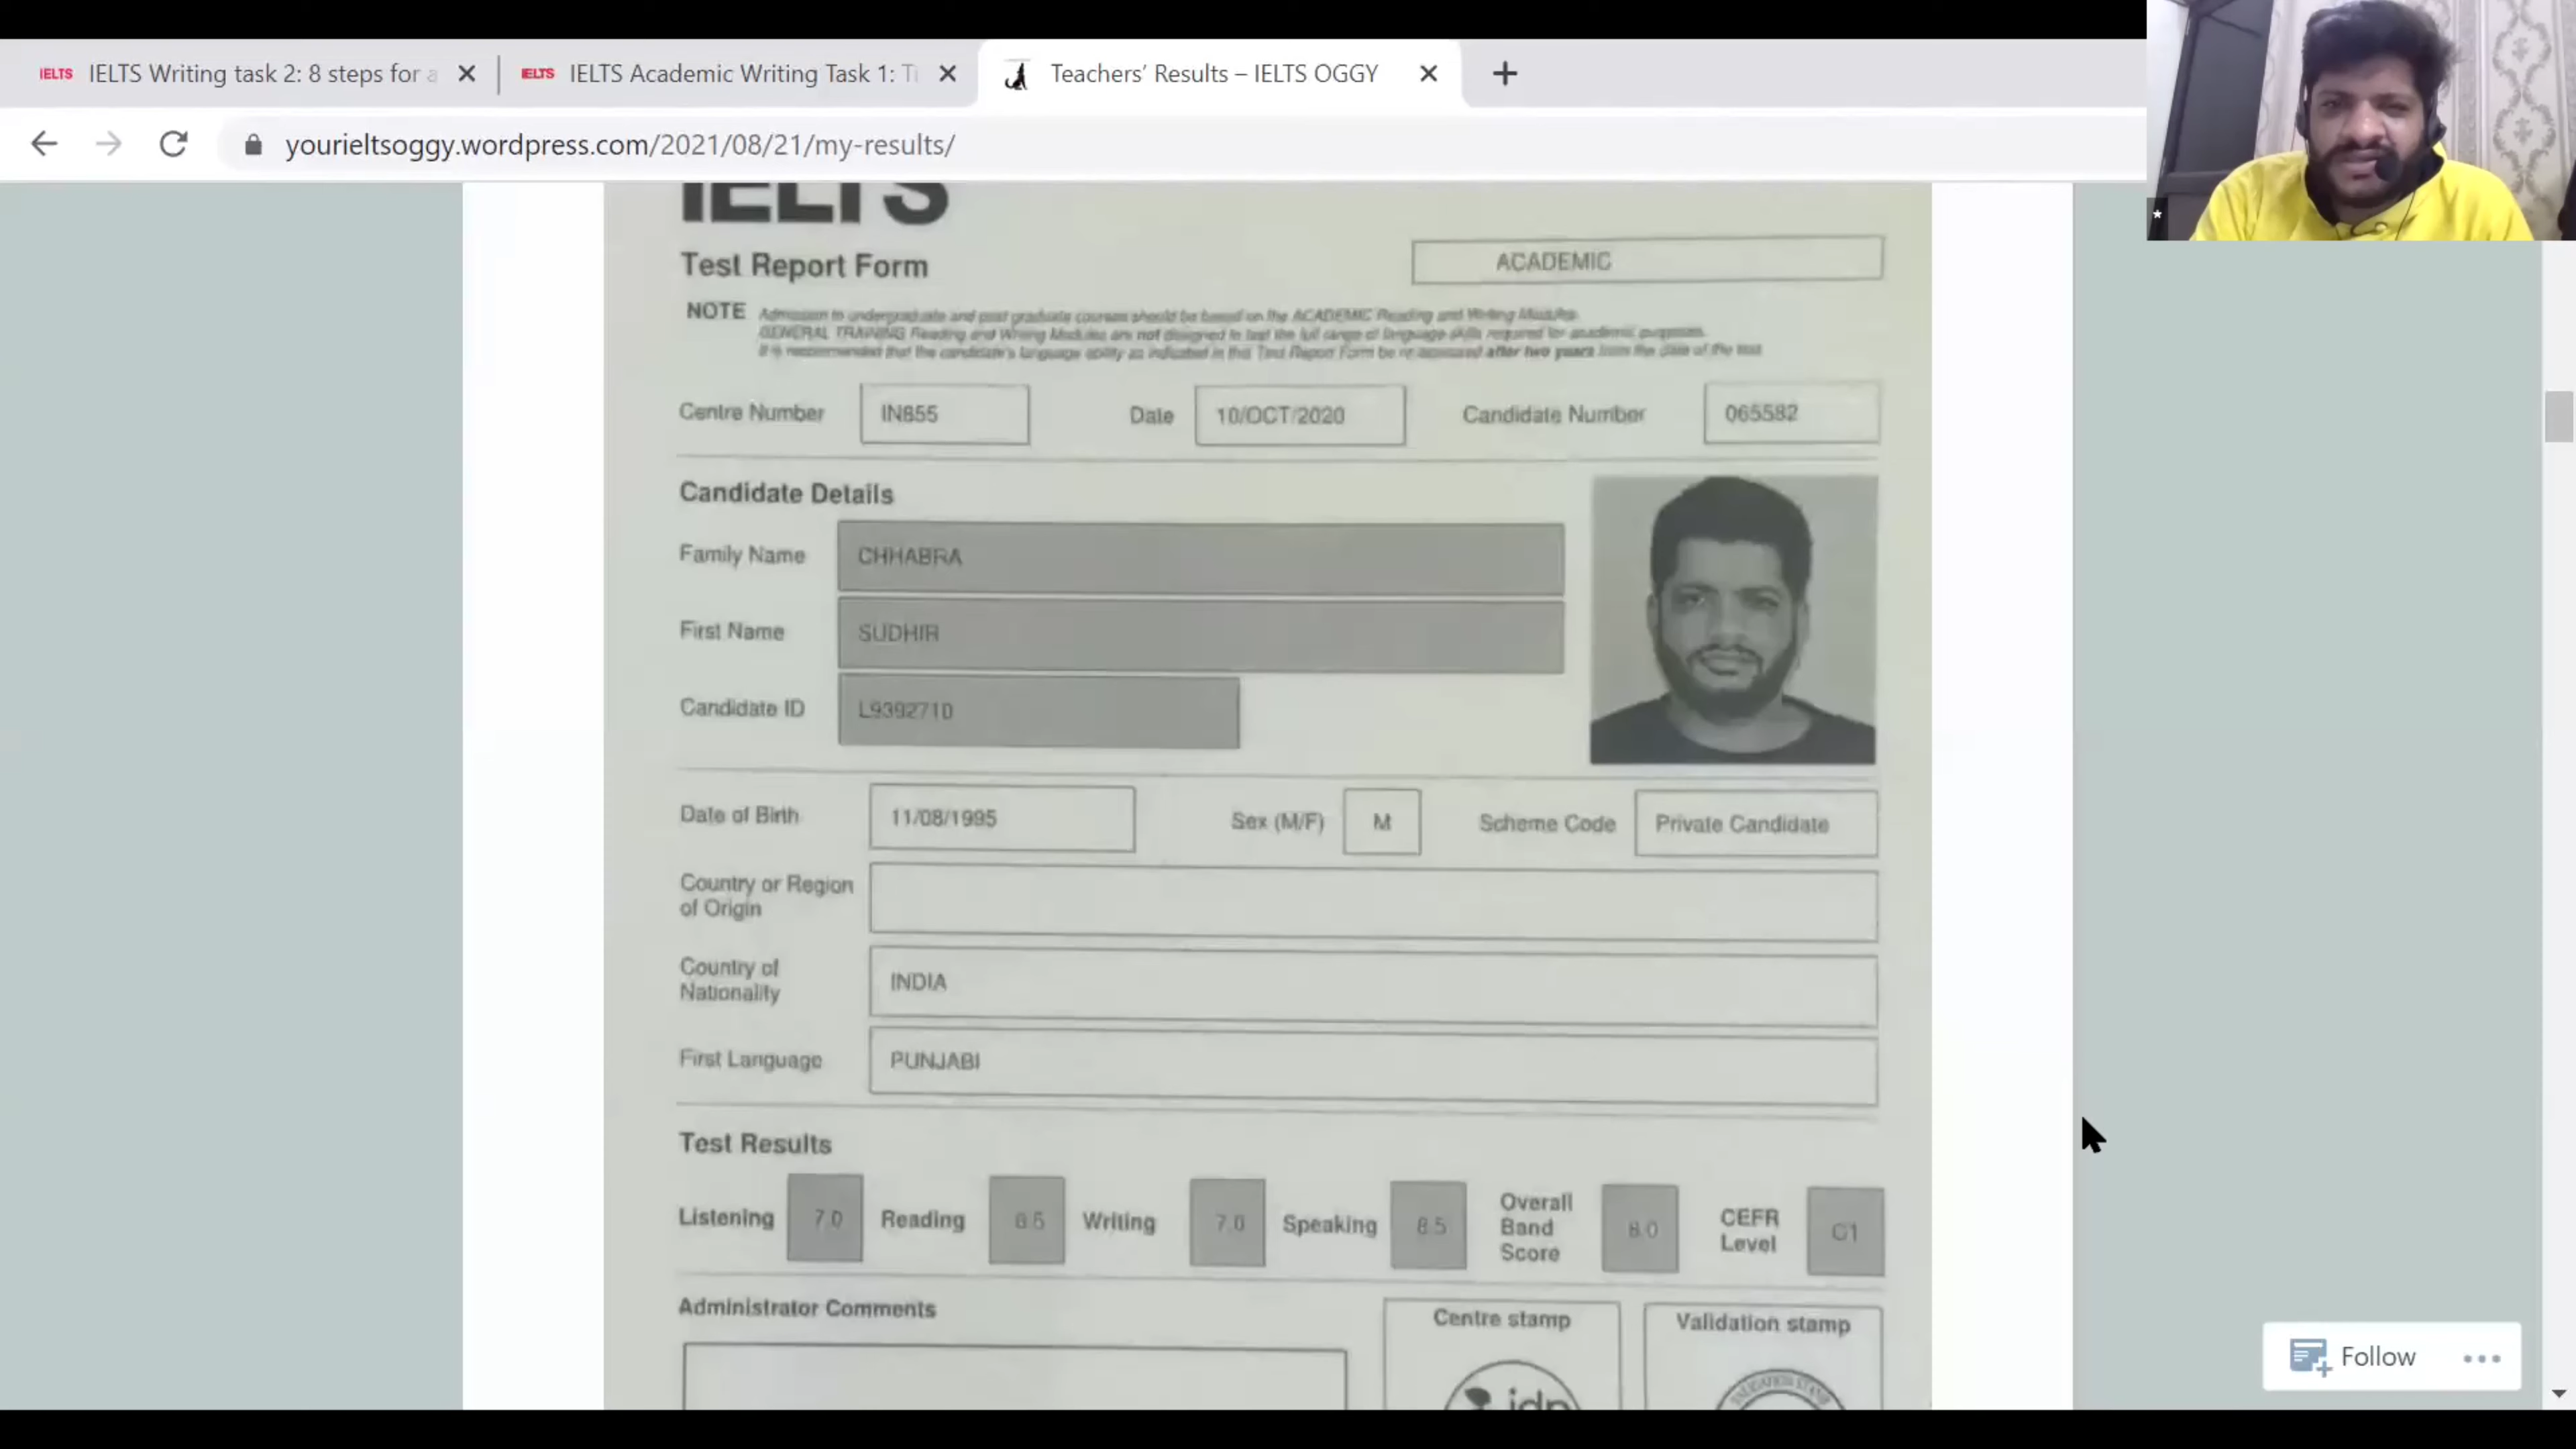 IELTS IELTS Writing task 2: 8 steps for a
IELTS IELTS Academic Writing Task 1: Ti
Teachers' Results – IELTS OGGY
yourieltsoggy.wordpress.com/2021/08/21/my-results/
IELTS
Test Report Form
ACADEMIC
NOTE Admission to undergraduate and post graduate courses should be based on the ACADEMIC Reading and Writing Modules.
GENERAL TRAINING Reading and Writing Modules are not designed to test the full range of language skills required for academic purposes.
It is recommended that the candidate's language ability as indicated in this Test Report Form be re-assessed after two years from the date of the test.
Centre Number IN855 Date 10/OCT/2020 Candidate Number 065582
Candidate Details
Family Name CHHABRA
First Name SUDHIR
Candidate ID L9392710
Date of Birth 11/08/1995 Sex (M/F) M Scheme Code Private Candidate
Country or Region
of Origin
Country of
Nationality
INDIA
First Language PUNJABI
Test Results
Listening 7.0 Reading Writing 7.0 Speaking 8.5
Overall
Band
Score
8.0
CEFR
Level
C1
Administrator Comments
Centre stamp
Validation stamp
idp
VALIDATION STAMP
Follow